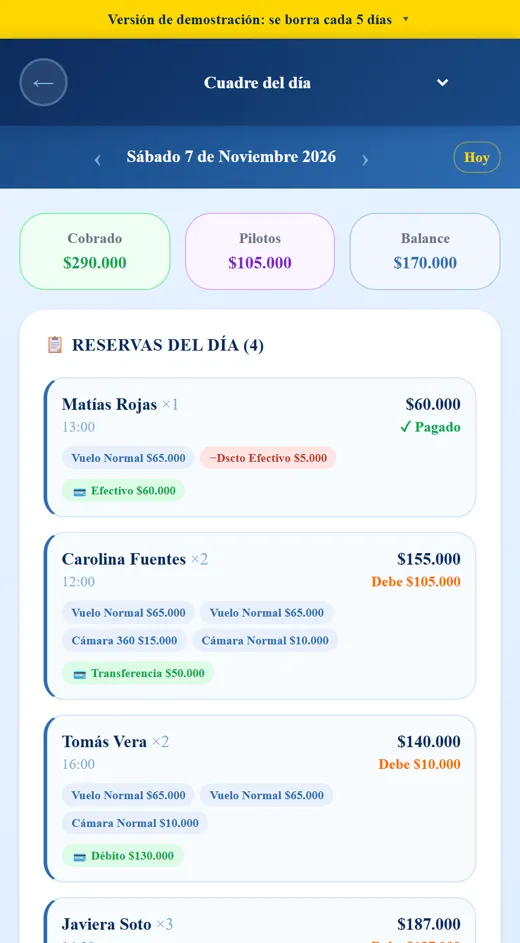 Versión de demostración: se borra cada 5 días ▼
← Cuadre del día
‹ Sábado 7 de Noviembre 2026 › Hoy
Cobrado Pilotos Balance
$290.000 $105.000 $170.000
📋 RESERVAS DEL DÍA (4)
Matías Rojas ×1 $60.000
13:00 ✓ Pagado
Vuelo Normal $65.000 −Dscto Efectivo $5.000
💳 Efectivo $60.000
Carolina Fuentes ×2 $155.000
12:00 Debe $105.000
Vuelo Normal $65.000 Vuelo Normal $65.000
Cámara 360 $15.000 Cámara Normal $10.000
💳 Transferencia $50.000
Tomás Vera ×2 $140.000
16:00 Debe $10.000
Vuelo Normal $65.000 Vuelo Normal $65.000
Cámara Normal $10.000
💳 Débito $130.000
Javiera Soto ×3 $187.000